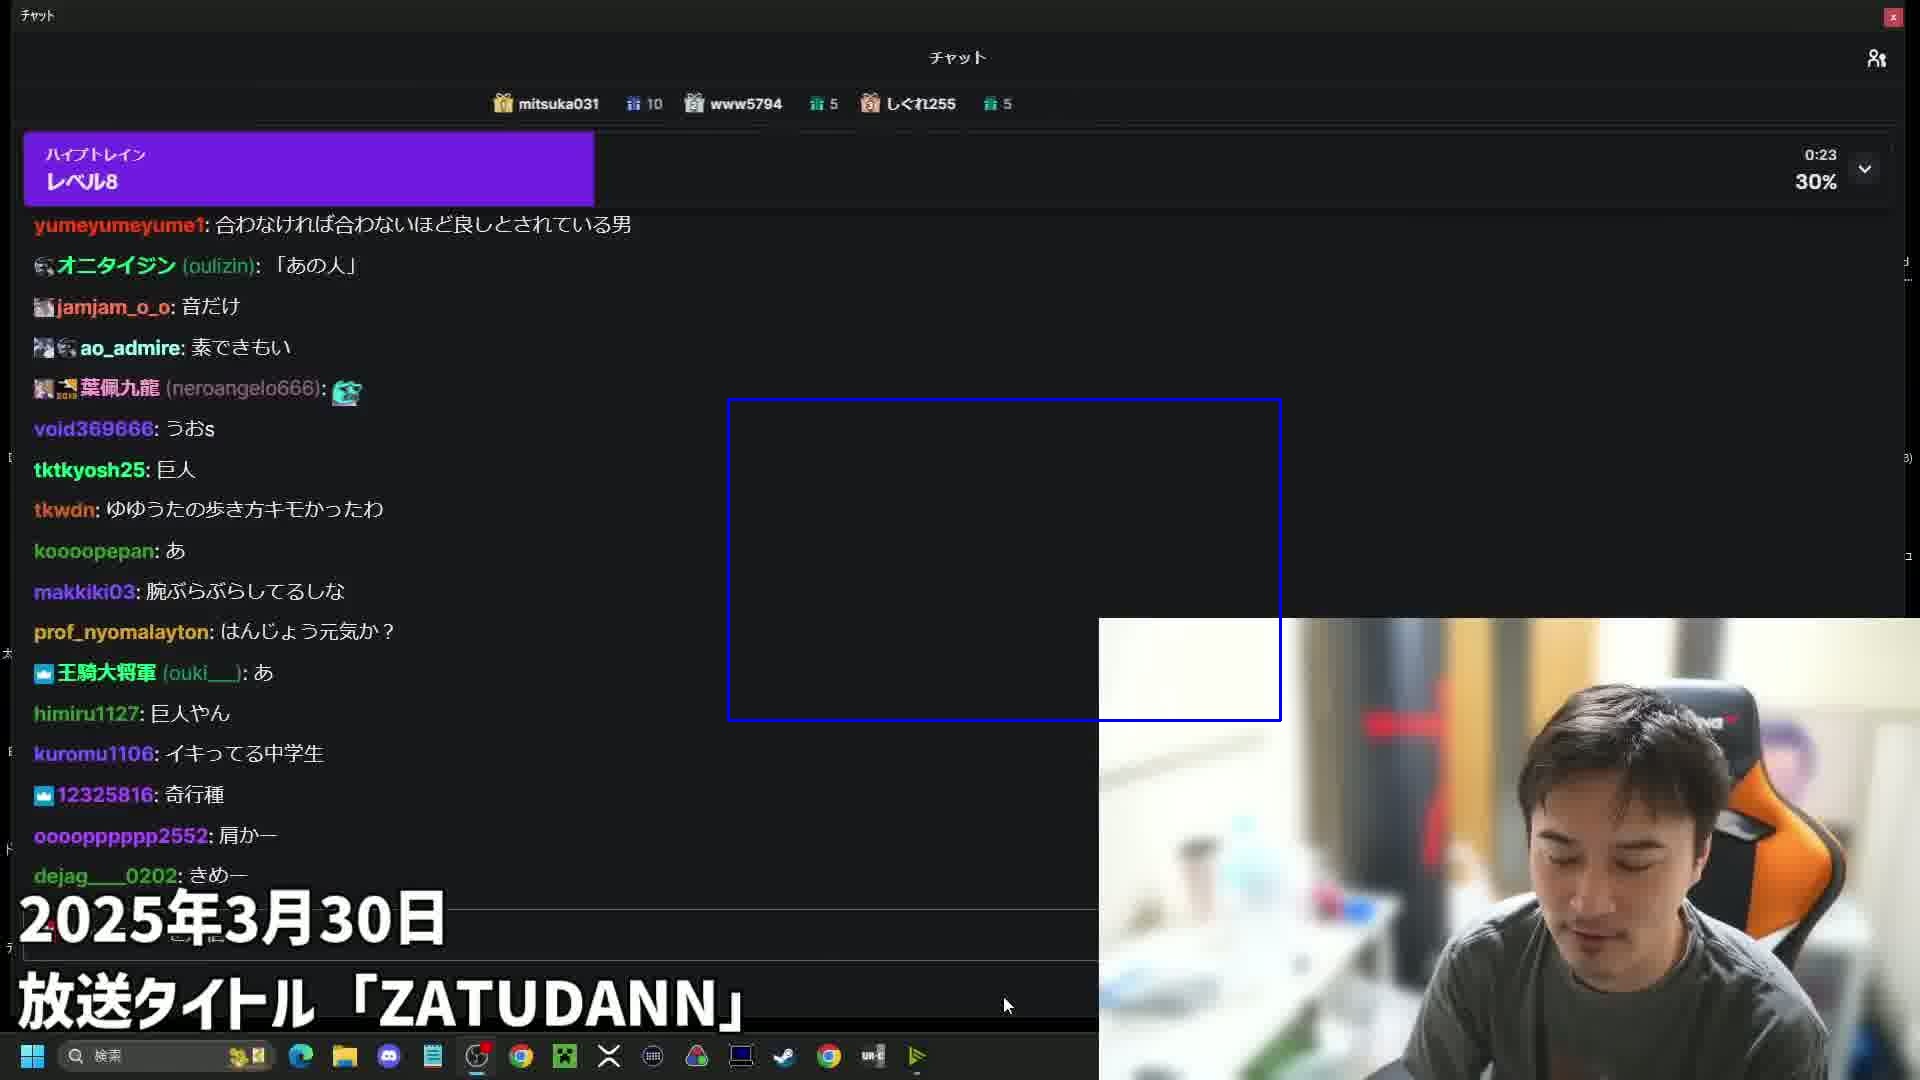 チャット
チャット
mitsuka031 10 www5794 5 しぐれ255 5
ハイプトレイン
レベル8
0:23
30%
yumeyumeyume1: 合わなければ合わないほど良しとされている男
オニタイジン (oulizin): 「あの人」
jamjam_o_o: 音だけ
ao_admire: 素できもい
葉佩九龍 (neroangelo666):
void369666: うおs
tktkyosh25: 巨人
tkwdn: ゆゆうたの歩き方キモかったわ
koooopepan: あ
makkiki03: 腕ぶらぶらしてるしな
prof_nyomalayton: はんじょう元気か？
王騎大将軍 (ouki___): あ
himiru1127: 巨人やん
kuromu1106: イキってる中学生
12325816: 奇行種
oooopppppp2552: 肩かー
dejag____0202: きめー
2025年3月30日
放送タイトル「ZATUDANN」
検索
UR-C